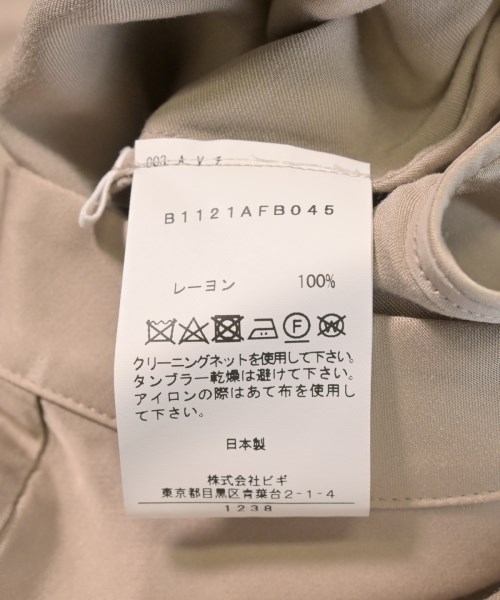 B1121AFB045
レーヨン 100%
F W
クリーニングネットを使用して下さい。
タンブラー乾燥は避けて下さい。
アイロンの際はあて布を使用し
て下さい。
日本製
株式会社ビギ
東京都目黒区青葉台2-1-4
1238